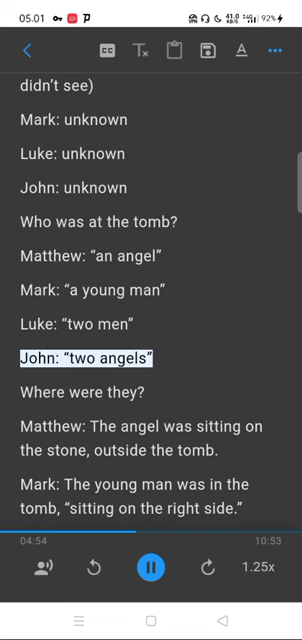 05.01
41.0 KB/S
4G
92%
CC
didn’t see)
Mark: unknown
Luke: unknown
John: unknown
Who was at the tomb?
Matthew: “an angel”
Mark: “a young man”
Luke: “two men”
John: “two angels”
Where were they?
Matthew: The angel was sitting on
the stone, outside the tomb.
Mark: The young man was in the
tomb, “sitting on the right side.”
04:54
10:53
1.25x